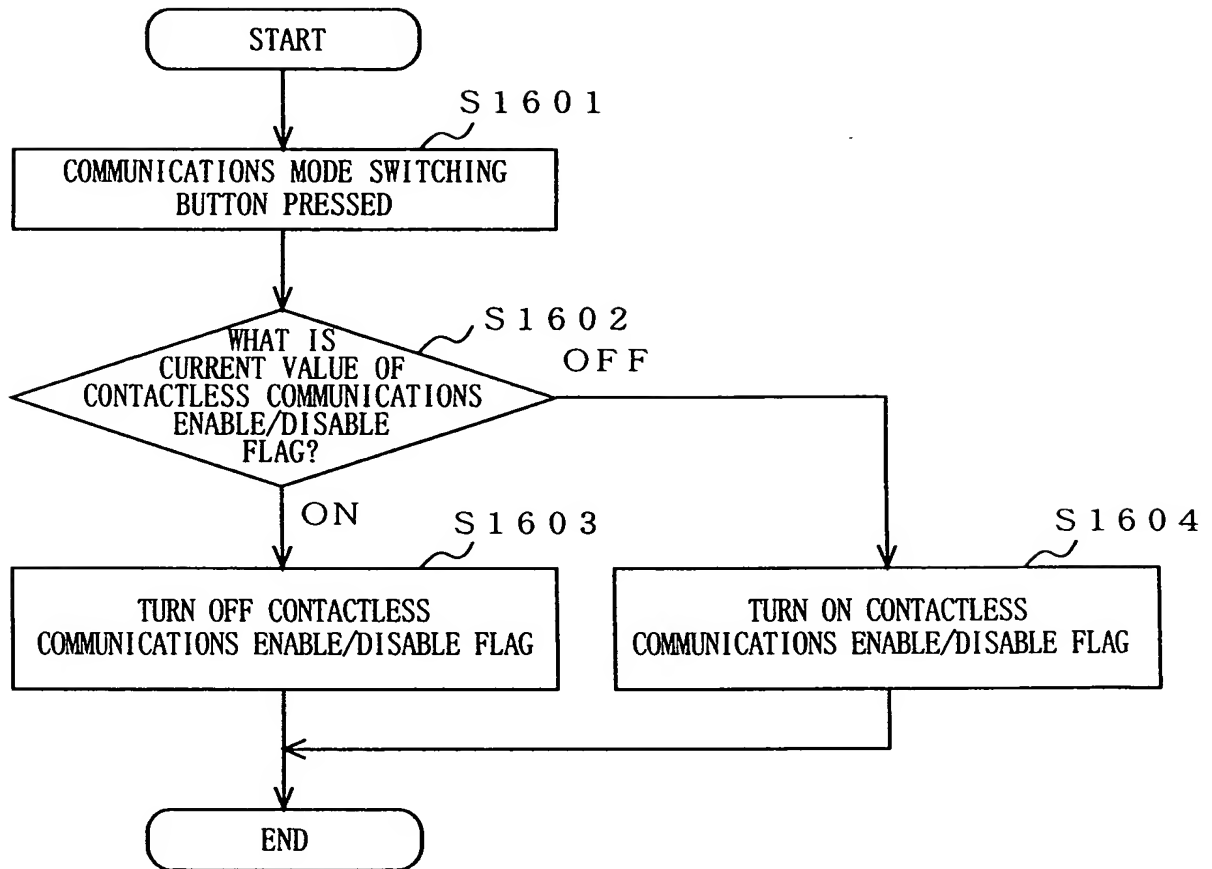 START
S1601
COMMUNICATIONS MODE SWITCHING
BUTTON PRESSED
S1602
WHAT IS
CURRENT VALUE OF
CONTACTLESS COMMUNICATIONS
ENABLE/DISABLE
FLAG?
OFF
ON
S1603
TURN OFF CONTACTLESS
COMMUNICATIONS ENABLE/DISABLE FLAG
S1604
TURN ON CONTACTLESS
COMMUNICATIONS ENABLE/DISABLE FLAG
END